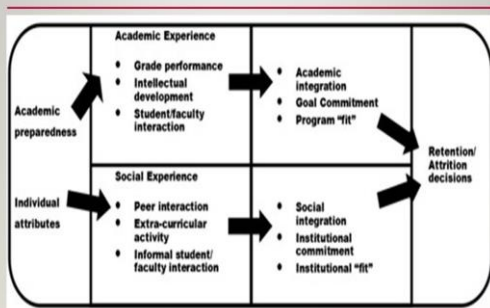 Academic
preparedness
Individual
attributes
Academic Experience
• Grade performance
• Intellectual
development
• Student/faculty
interaction
• Academic
integration
• Goal Commitment
• Program "fit"
Social Experience
• Peer interaction
• Extra-curricular
activity
• Informal student/
faculty interaction
• Social
integration
• Institutional
commitment
• Institutional "fit"
Retention/
Attrition
decisions